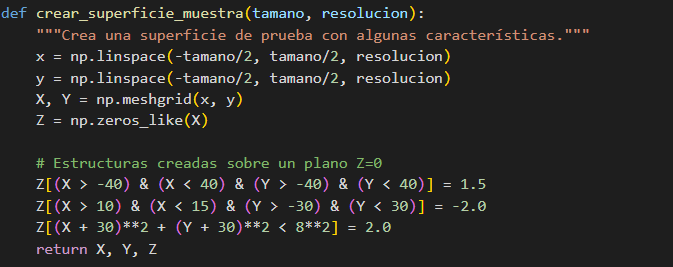 def crear_superficie_muestra(tamano, resolucion):
    """Crea una superficie de prueba con algunas características."""
    x = np.linspace(-tamano/2, tamano/2, resolucion)
    y = np.linspace(-tamano/2, tamano/2, resolucion)
    X, Y = np.meshgrid(x, y)
    Z = np.zeros_like(X)

    # Estructuras creadas sobre un plano Z=0
    Z[(X > -40) & (X < 40) & (Y > -40) & (Y < 40)] = 1.5
    Z[(X > 10) & (X < 15) & (Y > -30) & (Y < 30)] = -2.0
    Z[(X + 30)**2 + (Y + 30)**2 < 8**2] = 2.0
    return X, Y, Z